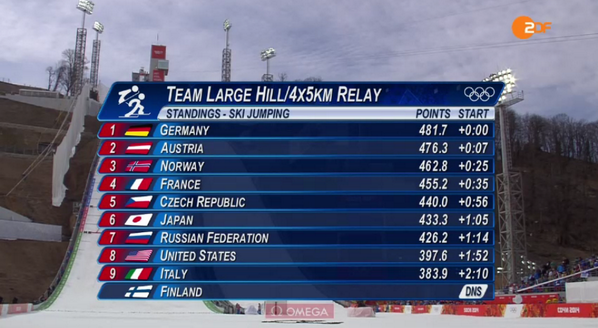 ZDF
TEAM LARGE HILL/4X5KM RELAY
STANDINGS - SKI JUMPING POINTS START
1 GERMANY 481.7 +0:00
2 AUSTRIA 476.3 +0:07
3 NORWAY 462.8 +0:25
4 FRANCE 455.2 +0:35
5 CZECH REPUBLIC 440.0 +0:56
6 JAPAN 433.3 +1:05
7 RUSSIAN FEDERATION 426.2 +1:14
8 UNITED STATES 397.6 +1:52
9 ITALY 383.9 +2:10
FINLAND DNS
OMEGA